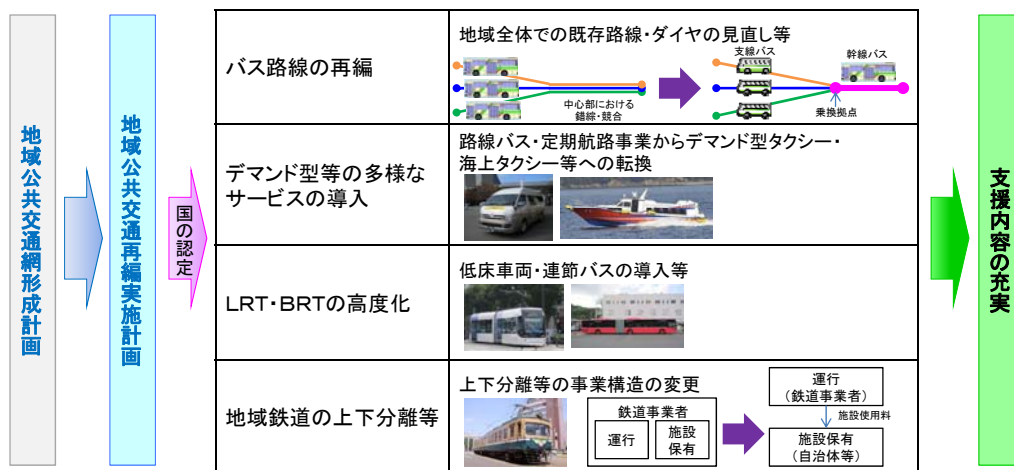 地域公共交通網形成計画
地域公共交通再編実施計画
国の認定
バス路線の再編
地域全体での既存路線・ダイヤの見直し等
支線バス
幹線バス
中心部における
錯綜・競合
乗換拠点
デマンド型等の多様な
サービスの導入
路線バス・定期航路事業からデマンド型タクシー・
海上タクシー等への転換
LRT・BRTの高度化
低床車両・連節バスの導入等
地域鉄道の上下分離等
上下分離等の事業構造の変更
鉄道事業者
運行
施設
保有
運行
（鉄道事業者）
施設使用料
施設保有
（自治体等）
支援内容の充実